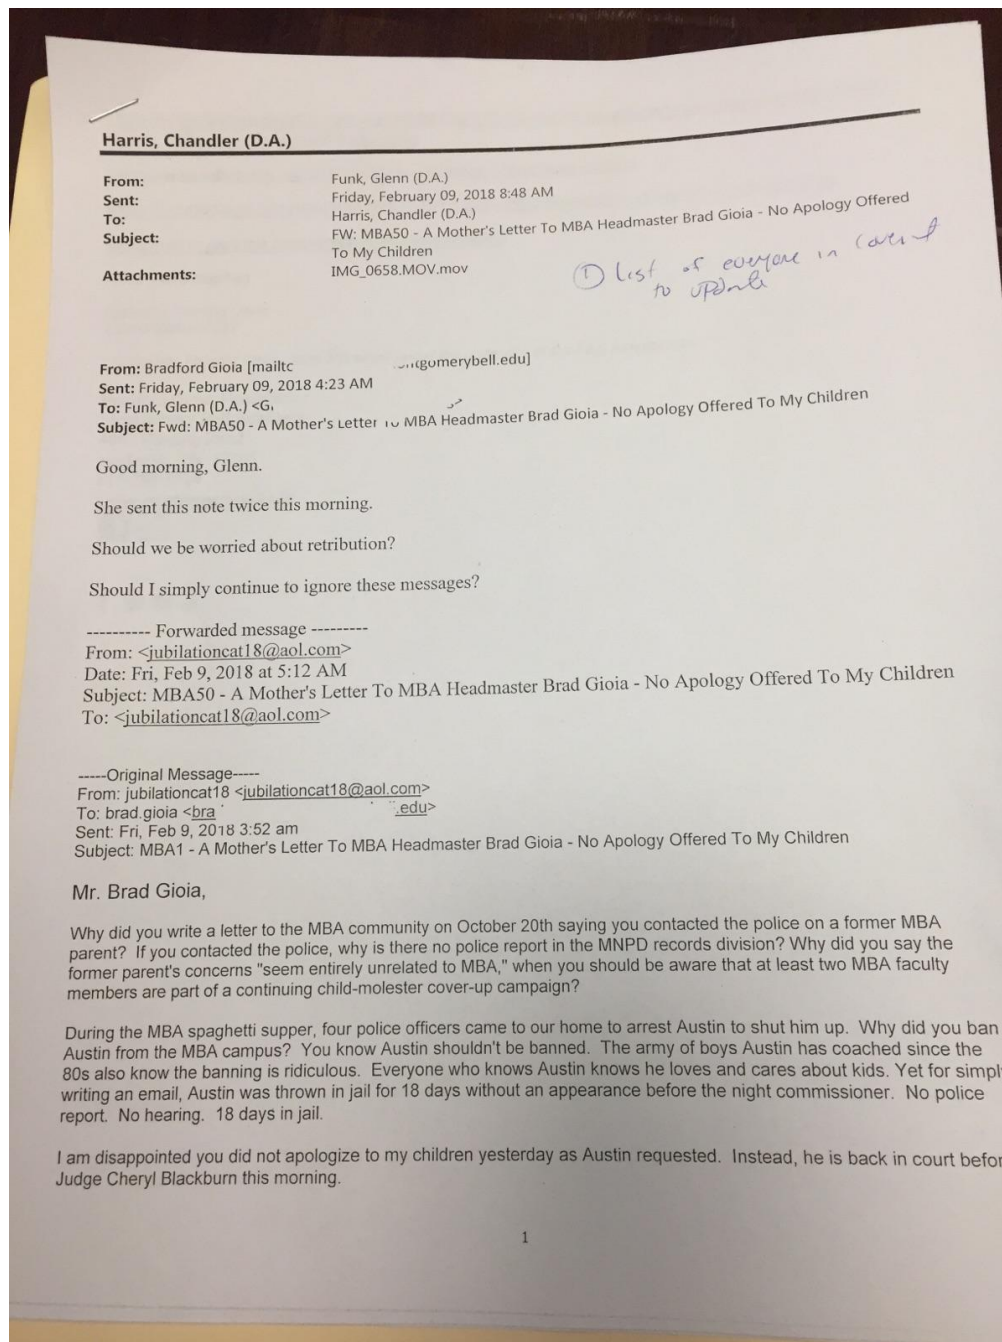 Harris, Chandler (D.A.)
From: Funk, Glenn (D.A.)
Sent: Friday, February 09, 2018 8:48 AM
To: Harris, Chandler (D.A.)
Subject: FW: MBA50 - A Mother's Letter To MBA Headmaster Brad Gioia - No Apology Offered
To My Children
Attachments: IMG_0658.MOV.mov
① list of everyone in
to update
From: Bradford Gioia [mailtc gomerybell.edu]
Sent: Friday, February 09, 2018 4:23 AM
To: Funk, Glenn (D.A.) <G
Subject: Fwd: MBA50 - A Mother's Letter To MBA Headmaster Brad Gioia - No Apology Offered To My Children
Good morning, Glenn.
She sent this note twice this morning.
Should we be worried about retribution?
Should I simply continue to ignore these messages?
---------- Forwarded message ---------
From: <jubilationcat18@aol.com>
Date: Fri, Feb 9, 2018 at 5:12 AM
Subject: MBA50 - A Mother's Letter To MBA Headmaster Brad Gioia - No Apology Offered To My Children
To: <jubilationcat18@aol.com>
-----Original Message-----
From: jubilationcat18 <jubilationcat18@aol.com>
To: brad.gioia <bra .edu>
Sent: Fri, Feb 9, 2018 3:52 am
Subject: MBA1 - A Mother's Letter To MBA Headmaster Brad Gioia - No Apology Offered To My Children
Mr. Brad Gioia,
Why did you write a letter to the MBA community on October 20th saying you contacted the police on a former MBA
parent? If you contacted the police, why is there no police report in the MNPD records division? Why did you say the
former parent's concerns "seem entirely unrelated to MBA," when you should be aware that at least two MBA faculty
members are part of a continuing child-molester cover-up campaign?
During the MBA spaghetti supper, four police officers came to our home to arrest Austin to shut him up. Why did you ban
Austin from the MBA campus? You know Austin shouldn't be banned. The army of boys Austin has coached since the
80s also know the banning is ridiculous. Everyone who knows Austin knows he loves and cares about kids. Yet for simpl
writing an email, Austin was thrown in jail for 18 days without an appearance before the night commissioner. No police
report. No hearing. 18 days in jail.
I am disappointed you did not apologize to my children yesterday as Austin requested. Instead, he is back in court befor
Judge Cheryl Blackburn this morning.
1